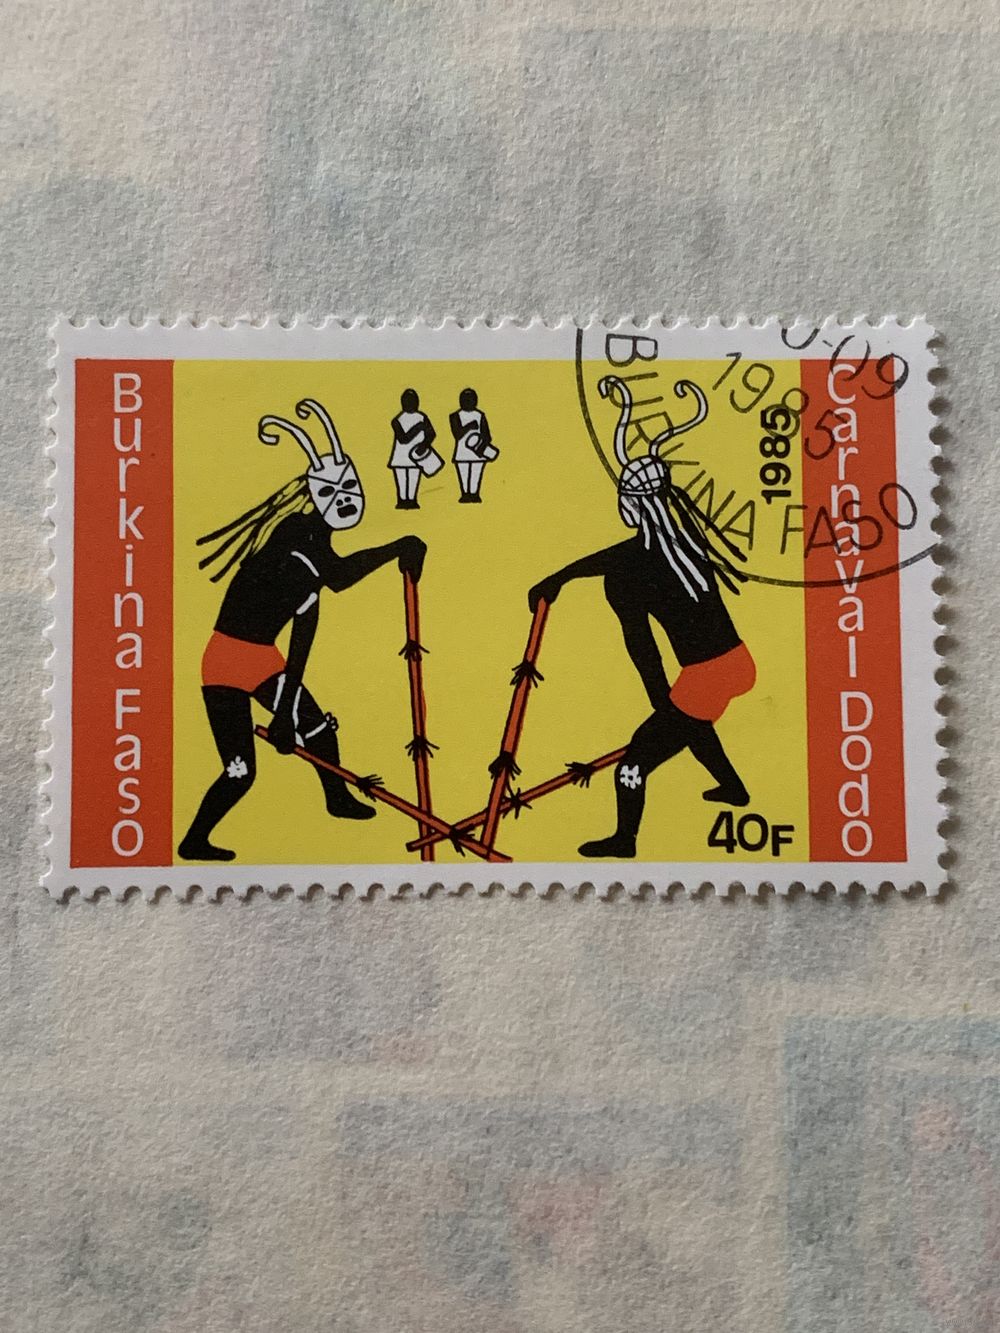 Burkina Faso
BURKINA FASO
1985
1985
Carnaval Dodo
40F